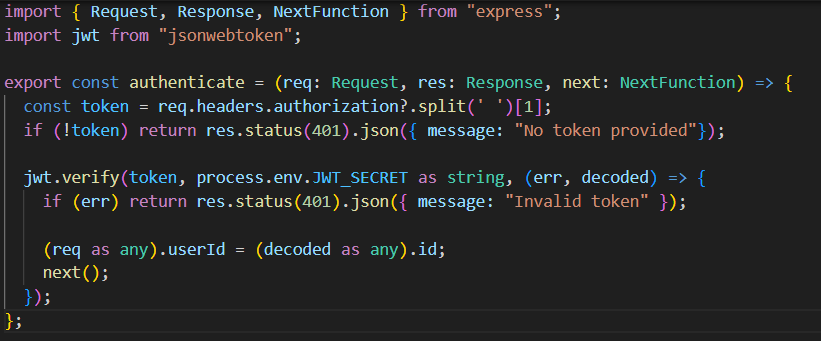 import { Request, Response, NextFunction } from "express";
import jwt from "jsonwebtoken";

export const authenticate = (req: Request, res: Response, next: NextFunction) => {
  const token = req.headers.authorization?.split(' ')[1];
  if (!token) return res.status(401).json({ message: "No token provided"});

  jwt.verify(token, process.env.JWT_SECRET as string, (err, decoded) => {
    if (err) return res.status(401).json({ message: "Invalid token" });

    (req as any).userId = (decoded as any).id;
    next();
  });
};